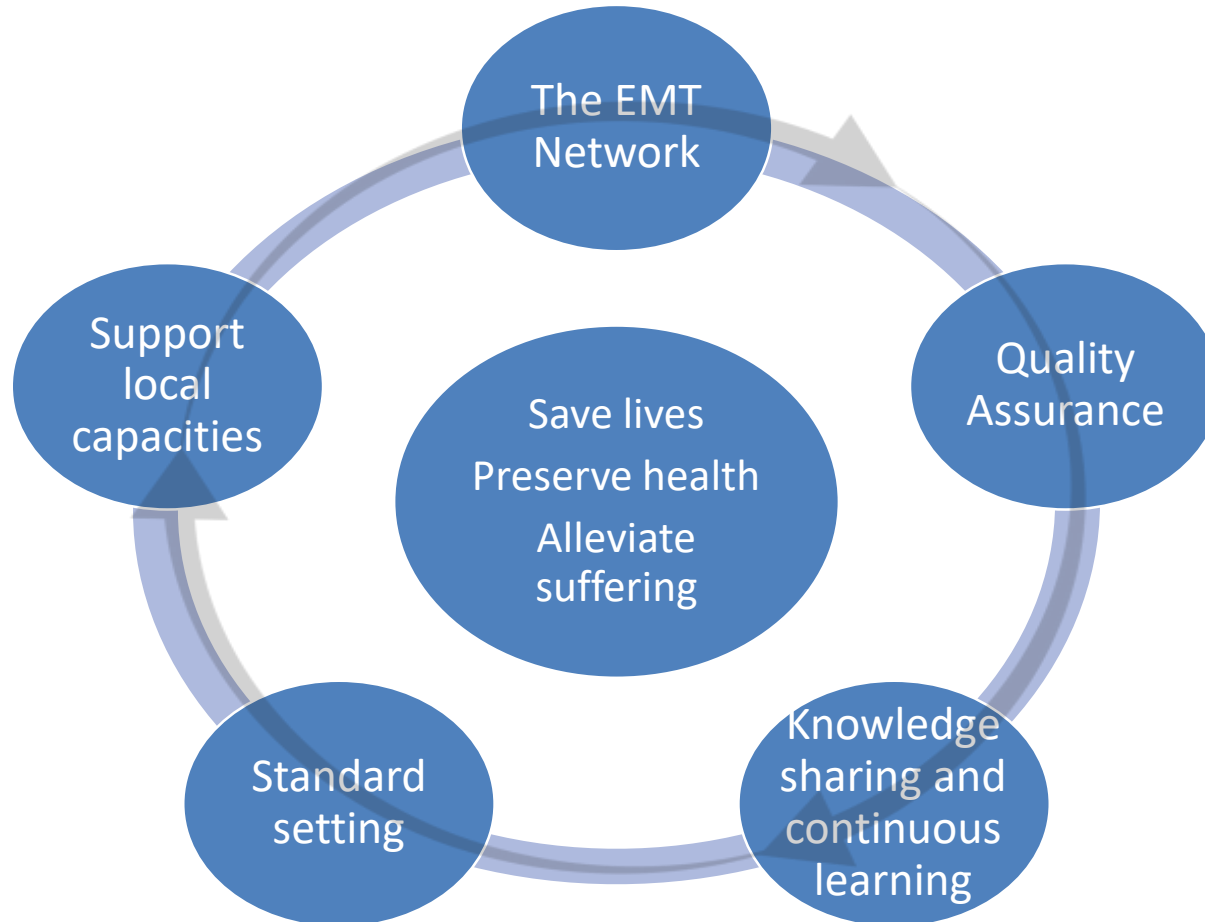 The EMT
Network
Quality
Assurance
Knowledge
sharing and
continuous
learning
Standard
setting
Support
local
capacities
Save lives
Preserve health
Alleviate
suffering